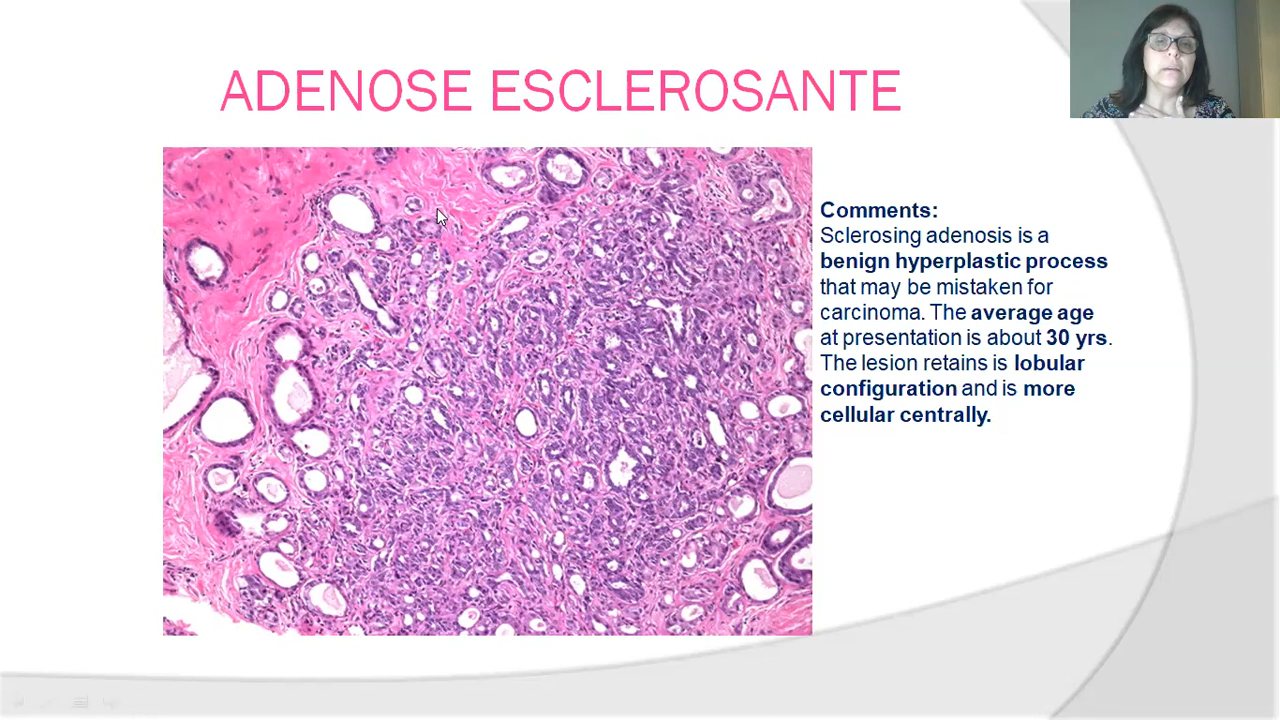 ADENOSE ESCLEROSANTE
Comments:
Sclerosing adenosis is a
benign hyperplastic process
that may be mistaken for
carcinoma. The average age
at presentation is about 30 yrs.
The lesion retains is lobular
configuration and is more
cellular centrally.